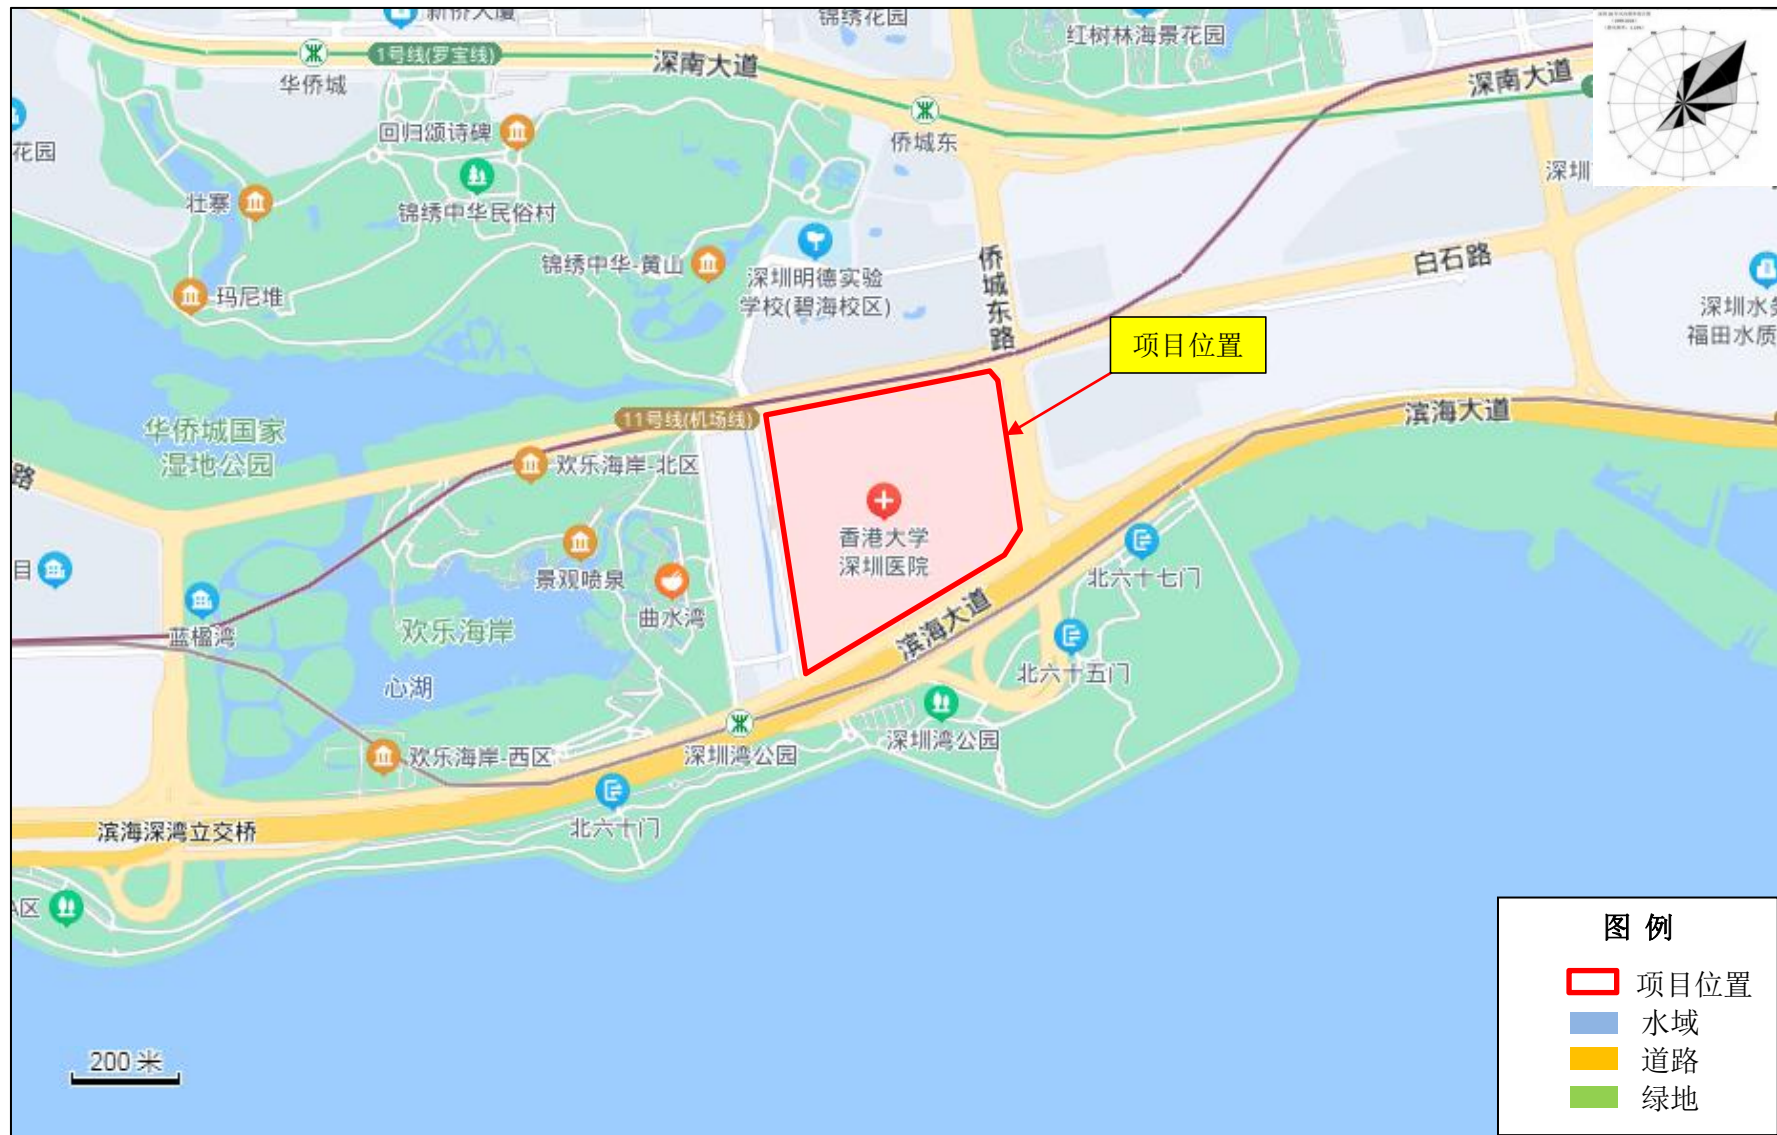 新侨大厦
锦绣花园
红树林海景花园
1号线(罗宝线)
深南大道
华侨城
深南大道
回归颂诗碑
侨城东
花园
深圳
壮寨
锦绣中华民俗村
锦绣中华-黄山
深圳明德实验
学校(碧海校区)
侨城东路
白石路
玛尼堆
深圳水务
福田水质
项目位置
11号线(机场线)
滨海大道
华侨城国家
湿地公园
欢乐海岸-北区
路
香港大学
深圳医院
目
景观喷泉
北六十七门
曲水湾
蓝楹湾
欢乐海岸
滨海大道
北六十五门
心湖
深圳湾公园
深圳湾公园
欢乐海岸-西区
北六十门
滨海深湾立交桥
A区
200 米
图 例
项目位置
水域
道路
绿地